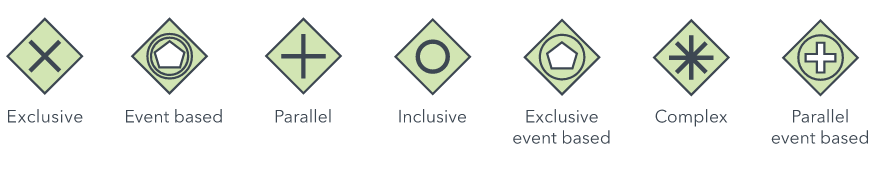 Exclusive
Event based
Parallel
Inclusive
Exclusive
event based
Complex
Parallel
event based